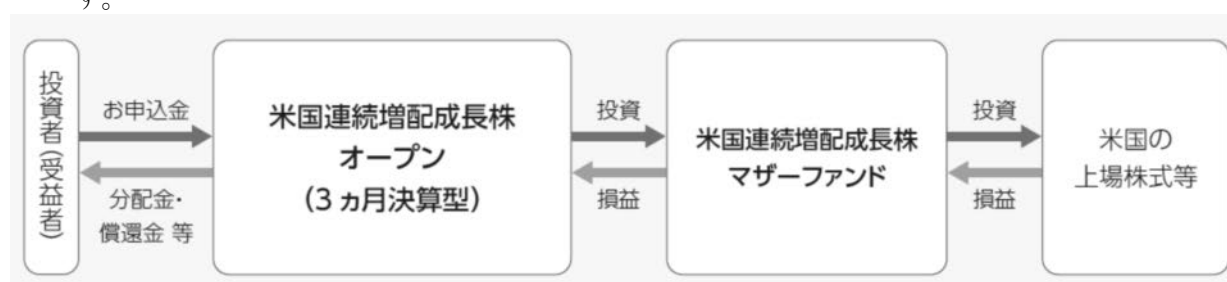 す。
投資者(受益者)
お申込金
分配金・
償還金 等
米国連続増配成長株
オープン
(3ヵ月決算型)
投資
損益
米国連続増配成長株
マザーファンド
投資
損益
米国の
上場株式等